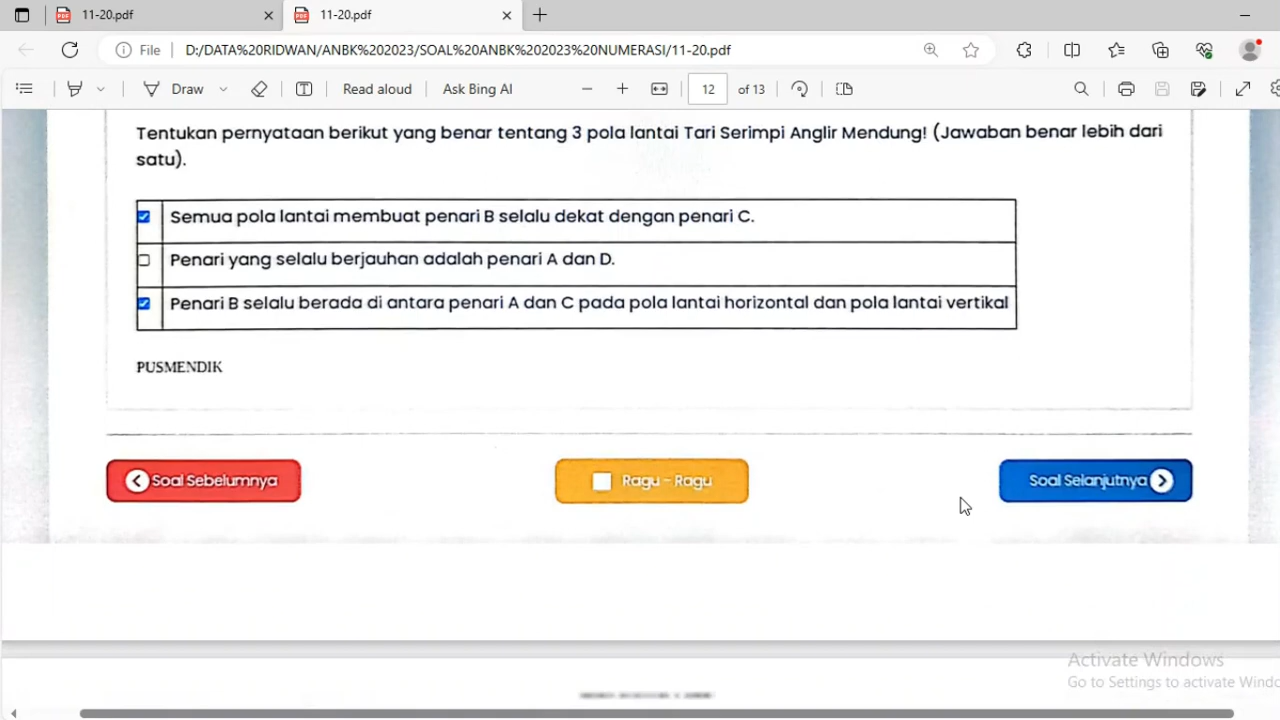 11-20.pdf
11-20.pdf
File D:/DATA%20RIDWAN/ANBK%202023/SOAL%20ANBK%202023%20NUMERASI/11-20.pdf
Draw Read aloud Ask Bing AI 12 of 13
Tentukan pernyataan berikut yang benar tentang 3 pola lantai Tari Serimpi Anglir Mendung! (Jawaban benar lebih dari
satu).
Semua pola lantai membuat penari B selalu dekat dengan penari C.
Penari yang selalu berjauhan adalah penari A dan D.
Penari B selalu berada di antara penari A dan C pada pola lantai horizontal dan pola lantai vertikal
PUSMENDIK
Soal Sebelumnya Ragu - Ragu Soal Selanjutnya
Activate Windows
Go to Settings to activate Windo